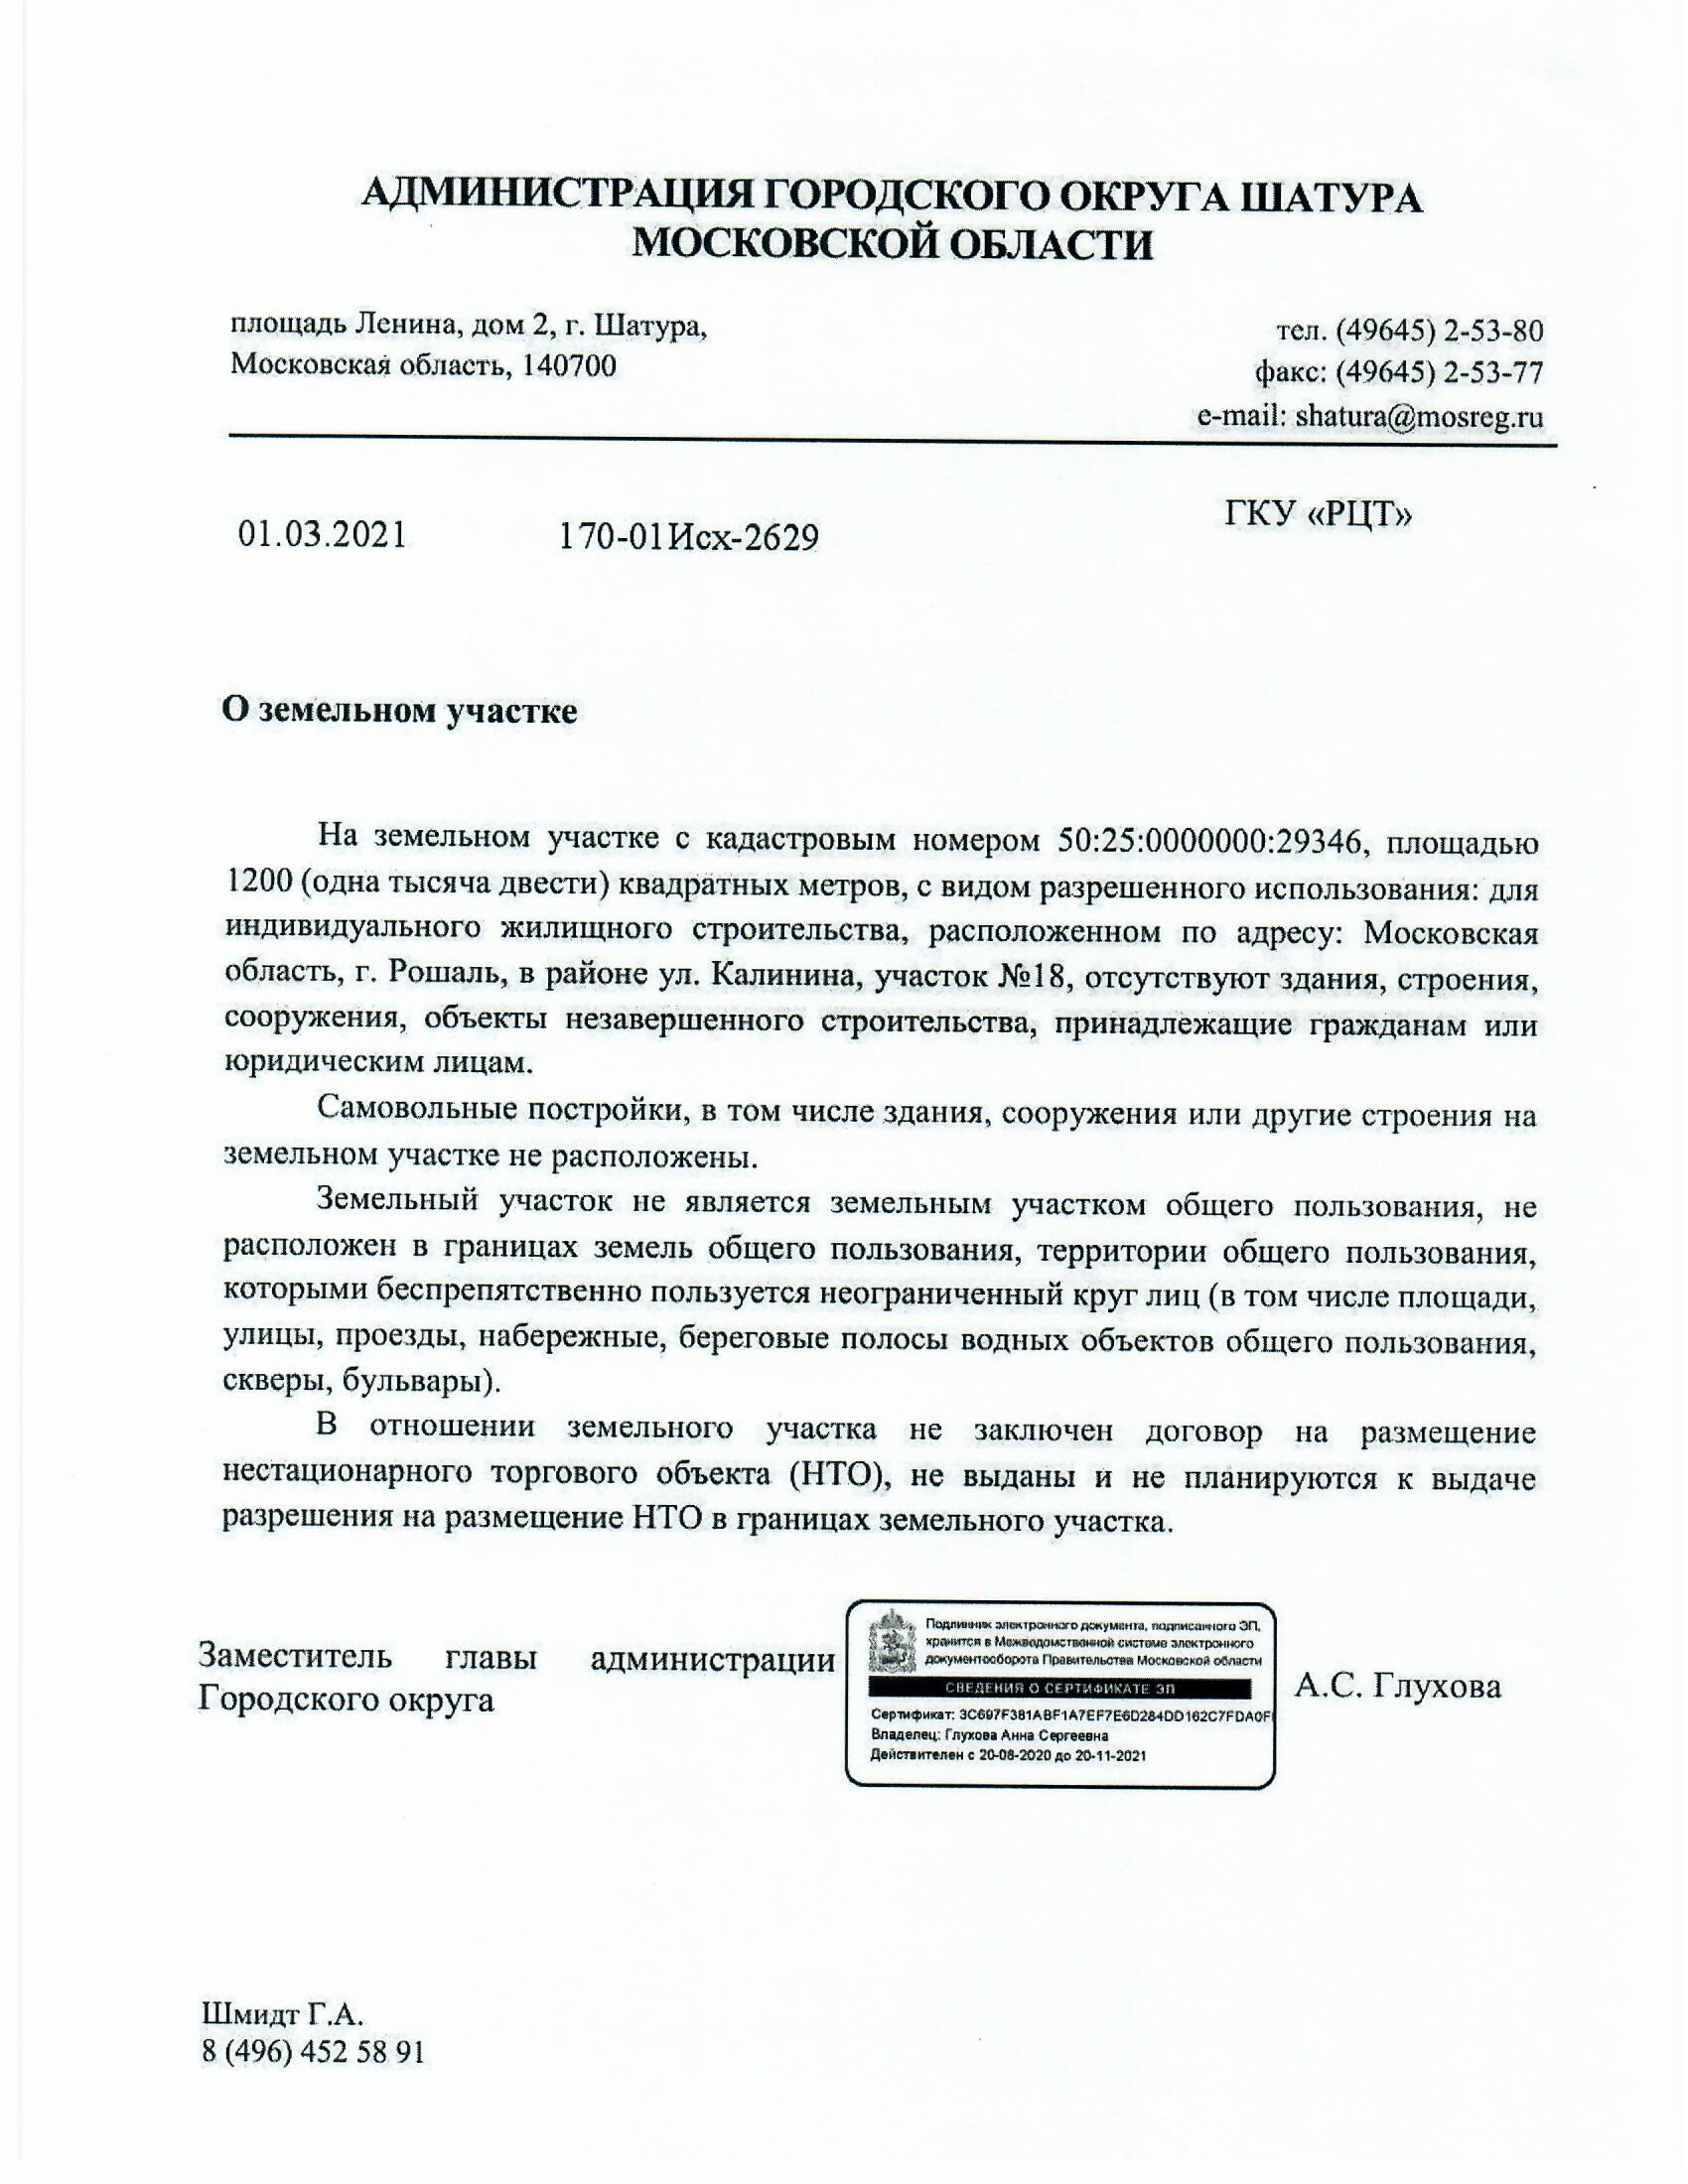 АДМИНИСТРАЦИЯ ГОРОДСКОГО ОКРУГА ШАТУРА
МОСКОВСКОЙ ОБЛАСТИ
площадь Ленина, дом 2, г. Шатура,
Московская область, 140700
тел. (49645) 2-53-80
факс: (49645) 2-53-77
e-mail: shatura@mosreg.ru
01.03.2021 170-01Исх-2629
ГКУ «РЦТ»
О земельном участке
На земельном участке с кадастровым номером 50:25:0000000:29346, площадью
1200 (одна тысяча двести) квадратных метров, с видом разрешенного использования: для
индивидуального жилищного строительства, расположенном по адресу: Московская
область, г. Рошаль, в районе ул. Калинина, участок №18, отсутствуют здания, строения,
сооружения, объекты незавершенного строительства, принадлежащие гражданам или
юридическим лицам.
Самовольные постройки, в том числе здания, сооружения или другие строения на
земельном участке не расположены.
Земельный участок не является земельным участком общего пользования, не
расположен в границах земель общего пользования, территории общего пользования,
которыми беспрепятственно пользуется неограниченный круг лиц (в том числе площади,
улицы, проезды, набережные, береговые полосы водных объектов общего пользования,
скверы, бульвары).
В отношении земельного участка не заключен договор на размещение
нестационарного торгового объекта (НТО), не выданы и не планируются к выдаче
разрешения на размещение НТО в границах земельного участка.
Заместитель главы администрации
Городского округа
Подлинник электронного документа, подписанного ЭП,
хранится в Межведомственной системе электронного
документооборота Правительства Московской области
СВЕДЕНИЯ О СЕРТИФИКАТЕ ЭП
Сертификат: 3C697F381ABF1A7EF7E6D284DD162C7FDA0F
Владелец: Глухова Анна Сергеевна
Действителен с 20-08-2020 до 20-11-2021
А.С. Глухова
Шмидт Г.А.
8 (496) 452 58 91